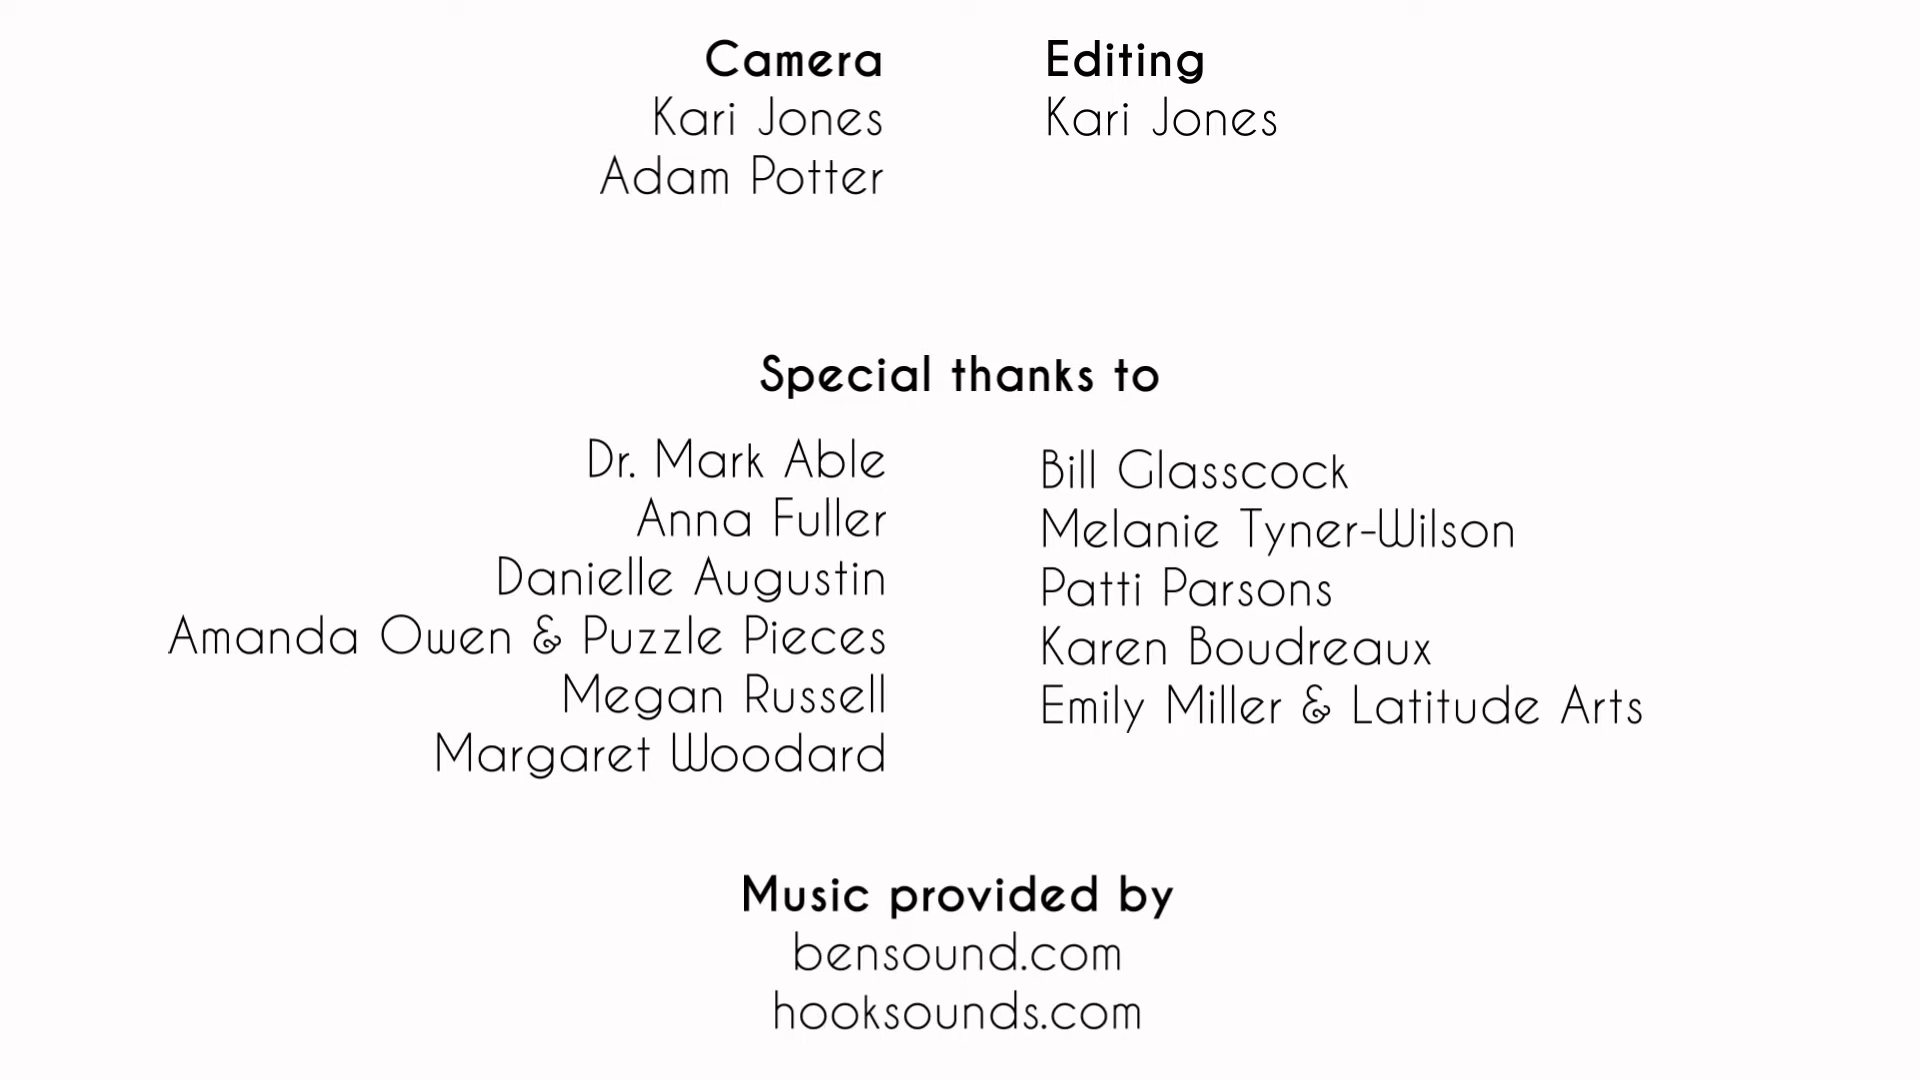 Camera
Kari Jones
Adam Potter
Editing
Kari Jones
Special thanks to
Dr. Mark Able
Anna Fuller
Danielle Augustin
Amanda Owen & Puzzle Pieces
Megan Russell
Margaret Woodard
Bill Glasscock
Melanie Tyner-Wilson
Patti Parsons
Karen Boudreaux
Emily Miller & Latitude Arts
Music provided by
bensound.com
hooksounds.com